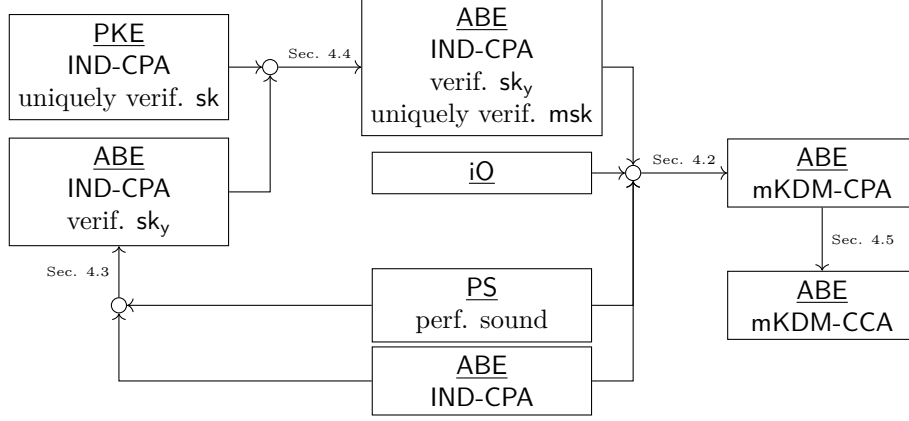 PKE
IND-CPA
uniquely verif. sk
Sec. 4.4
ABE
IND-CPA
verif. sky
uniquely verif. msk
ABE
IND-CPA
verif. sky
iO
Sec. 4.2
ABE
mKDM-CPA
Sec. 4.3
Sec. 4.5
PS
perf. sound
ABE
mKDM-CCA
ABE
IND-CPA